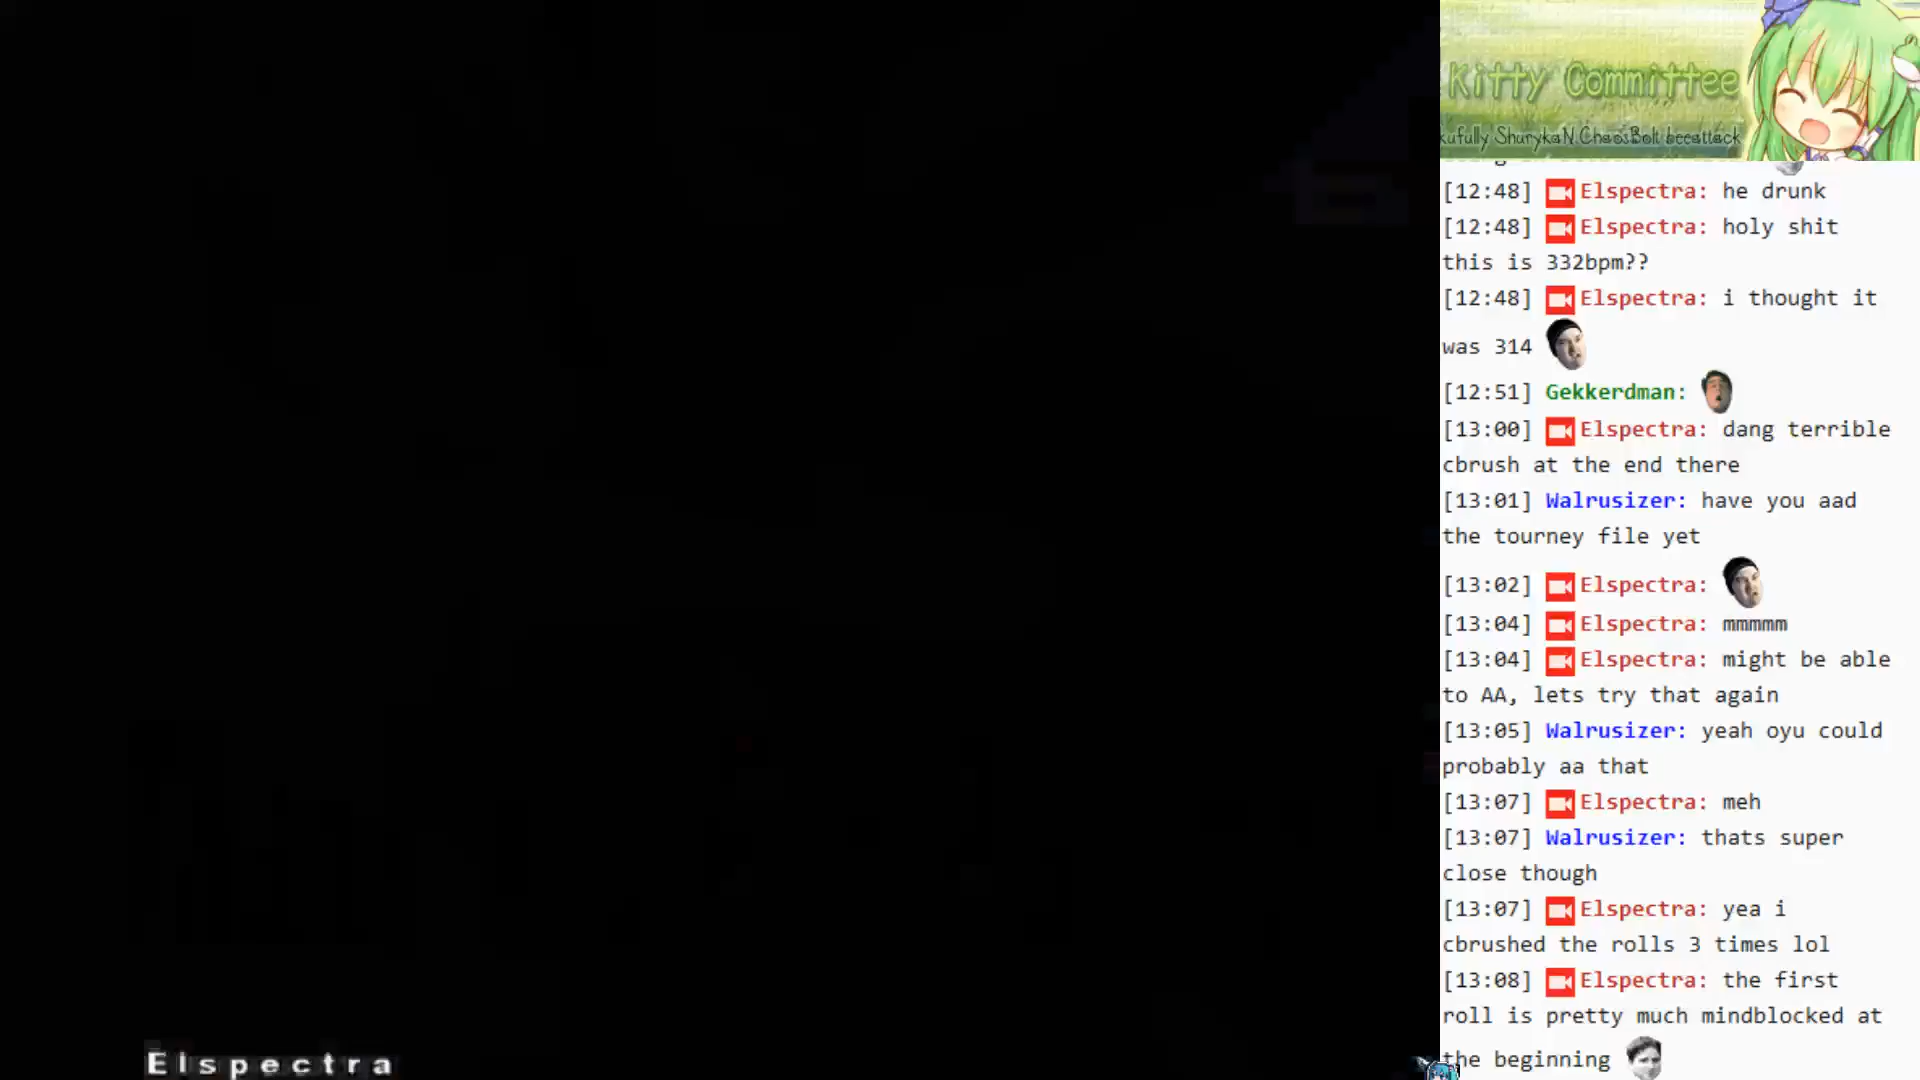 Kitty Committee
kufully ShurykaN ChaosBolt beeattack
[12:48] Elspectra: he drunk
[12:48] Elspectra: holy shit
this is 332bpm??
[12:48] Elspectra: i thought it
was 314
[12:51] Gekkerdman:
[13:00] Elspectra: dang terrible
cbrush at the end there
[13:01] Walrusizer: have you aad
the tourney file yet
[13:02] Elspectra:
[13:04] Elspectra: mmmmm
[13:04] Elspectra: might be able
to AA, lets try that again
[13:05] Walrusizer: yeah oyu could
probably aa that
[13:07] Elspectra: meh
[13:07] Walrusizer: thats super
close though
[13:07] Elspectra: yea i
cbrushed the rolls 3 times lol
[13:08] Elspectra: the first
roll is pretty much mindblocked at
the beginning
Elspectra